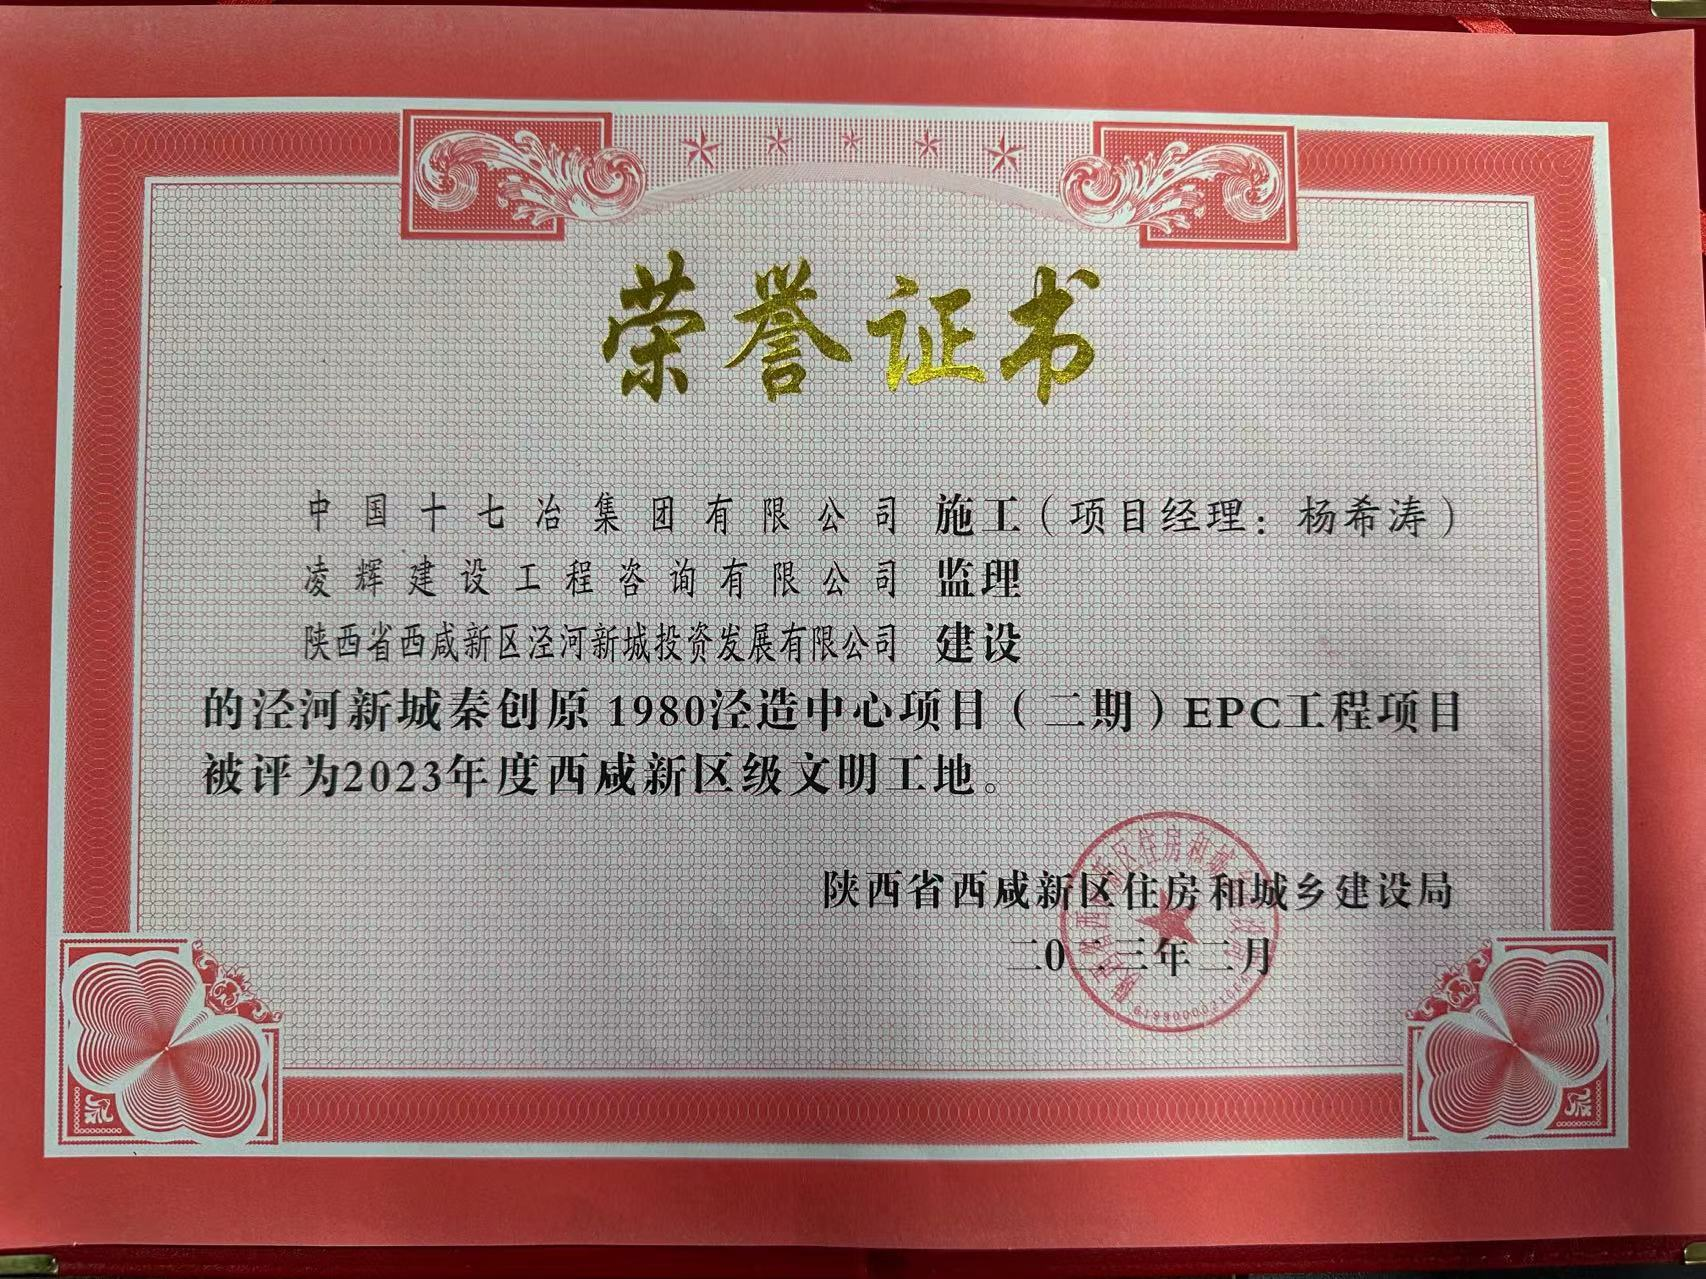 荣誉证书
中国十七冶集团有限公司 施工（项目经理：杨希涛）
凌辉建设工程咨询有限公司 监理
陕西省西咸新区泾河新城投资发展有限公司 建设
的泾河新城秦创原 1980泾造中心项目（二期）EPC工程项目
被评为2023年度西咸新区级文明工地。
陕西省西咸新区住房和城乡建设局
二0二三年二月